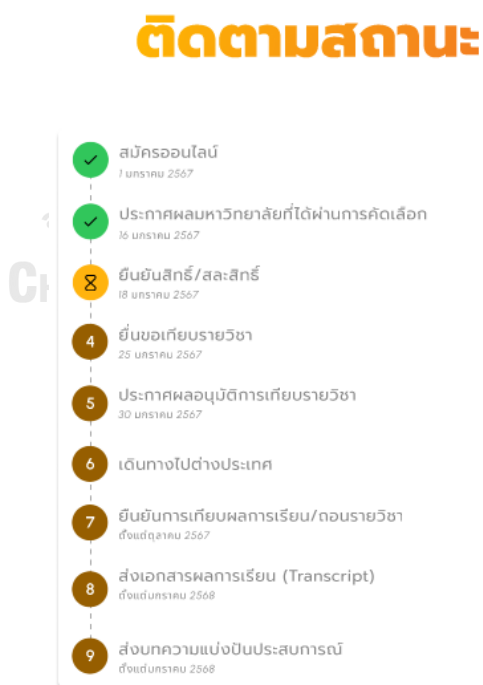 ติดตามสถานะ
สมัครออนไลน์
1 มกราคม 2567
ประกาศผลมหาวิทยาลัยที่ได้ผ่านการคัดเลือก
16 มกราคม 2567
ยืนยันสิทธิ์/สละสิทธิ์
18 มกราคม 2567
4
ยื่นขอเทียบรายวิชา
25 มกราคม 2567
5
ประกาศผลอนุมัติการเทียบรายวิชา
30 มกราคม 2567
6
เดินทางไปต่างประเทศ
7
ยืนยันการเทียบผลการเรียน/ถอนรายวิชา
ตั้งแต่ตุลาคม 2567
8
ส่งเอกสารผลการเรียน (Transcript)
ตั้งแต่มกราคม 2568
9
ส่งบทความแบ่งปันประสบการณ์
ตั้งแต่มกราคม 2568